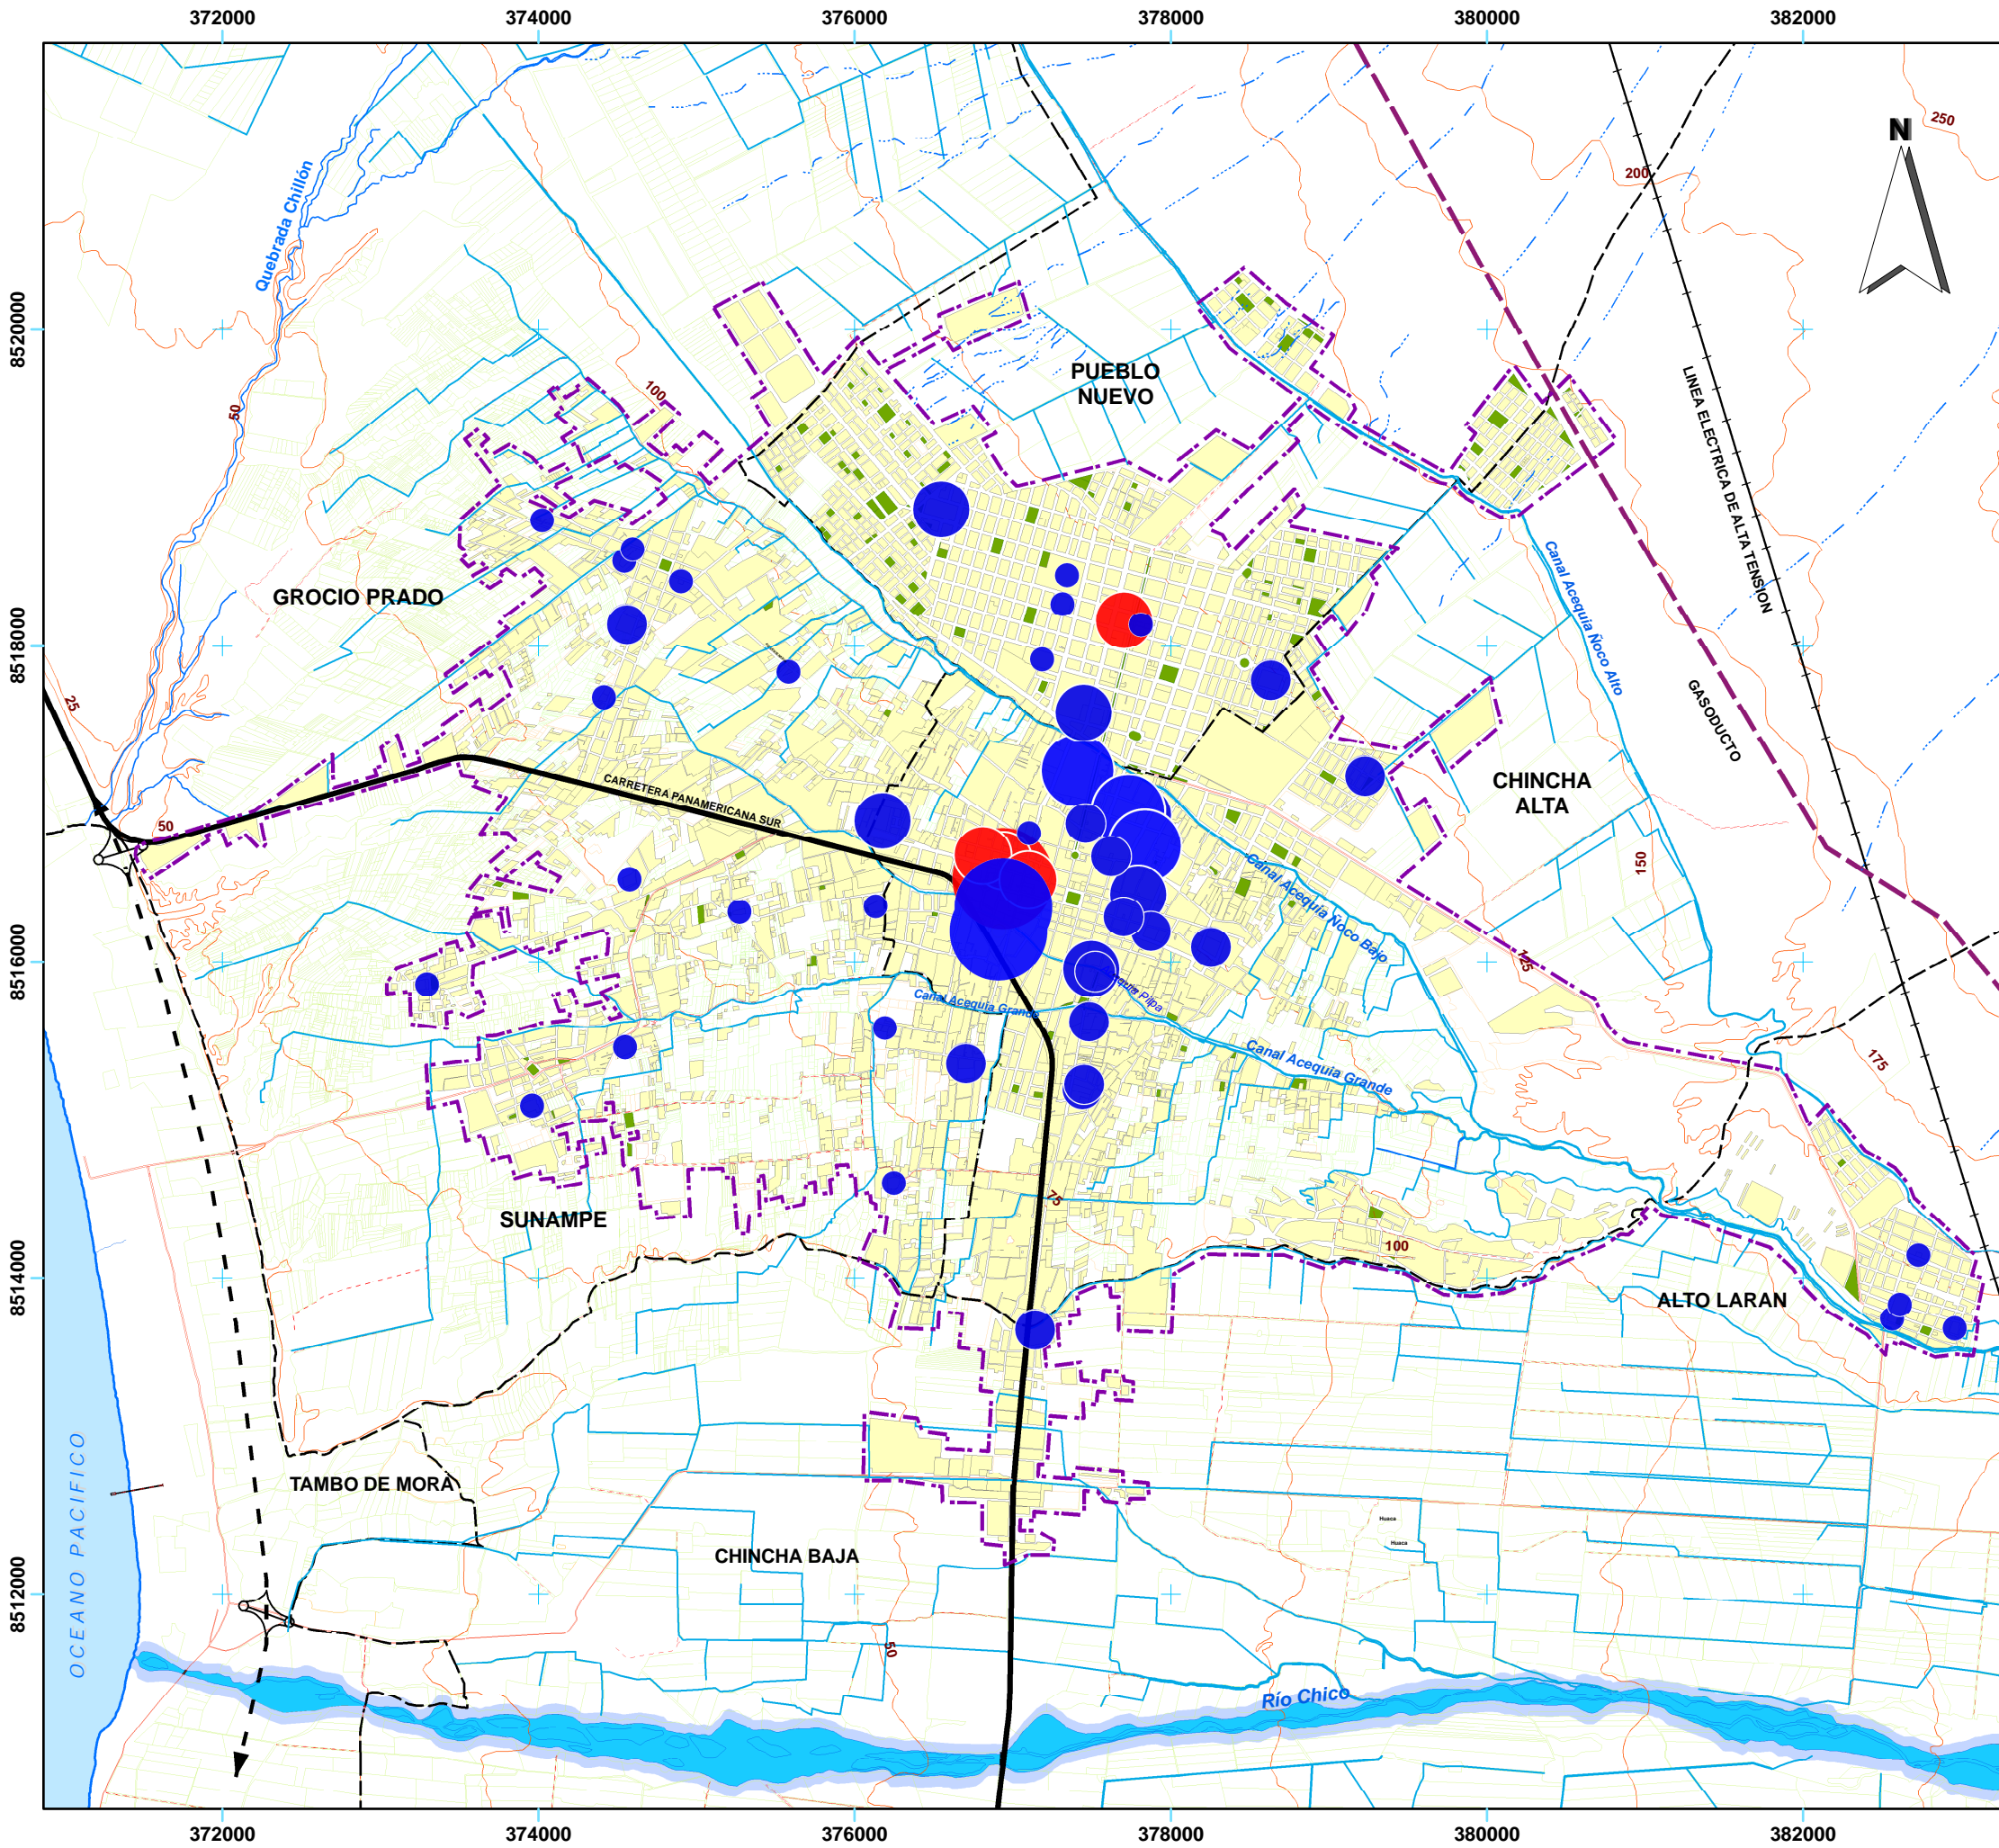 372000 374000 376000 378000 380000 382000
N
250
200
Quebrada Chillón
8520000
PUEBLO
NUEVO
100
50
LINEA ELECTRICA DE ALTA TENSION
Canal Acequia Ñoco Alto
GROCIO PRADO
8518000
25
GASODUCTO
CHINCHA
ALTA
CARRETERA PANAMERICANA SUR
50
150
Canal Acequia Ñoco Bajo
8516000
125
Acequia Pilpa
Canal Acequia Grande
Canal Acequia Grande
175
75
SUNAMPE
100
8514000
ALTO LARAN
OCEANO PACIFICO
TAMBO DE MORA
Huaca
Huaca
CHINCHA BAJA
8512000
50
Río Chico
372000 374000 376000 378000 380000 382000